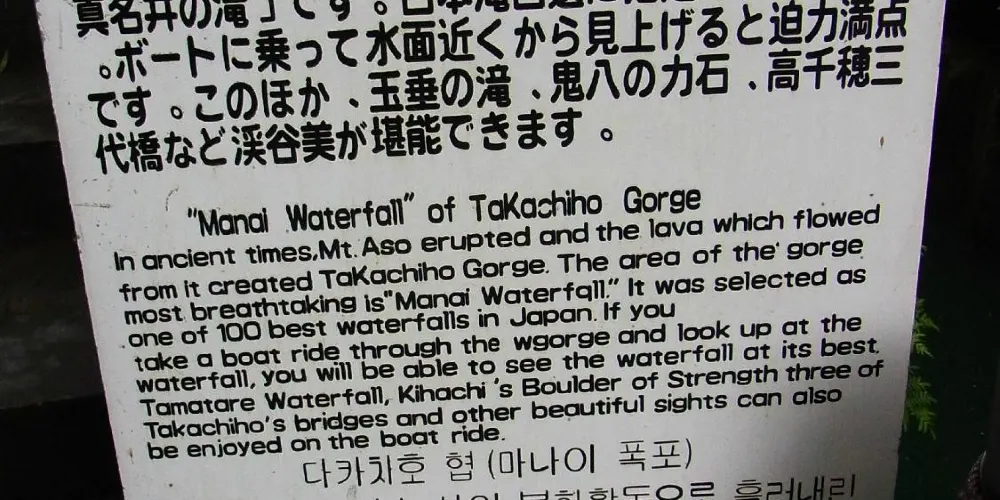 真名井の滝」です。日本滝百選に
。ボートに乗って水面近くから見上げると迫力満点
です。このほか、玉垂の滝、鬼八の力石、高千穂三
代橋など渓谷美が堪能できます。
"Manai Waterfall" of TaKachiho Gorge
In ancient times,Mt.Aso erupted and the lava which flowed
from it created TaKachiho Gorge. The area of the' gorge
most breathtaking is"Manai Waterfall." It was selected as
one of 100 best waterfalls in Japan. If you
take a boat ride through the wgorge and look up at the
waterfall, you will be able to see the waterfall at its best.
Tamatare Waterfall, Kihachi 's Boulder of Strength three of
Takachiho's bridges and other beautiful sights can also
be enjoyed on the boat ride.
다카치호 협 (마나이 폭포)
흘러내린